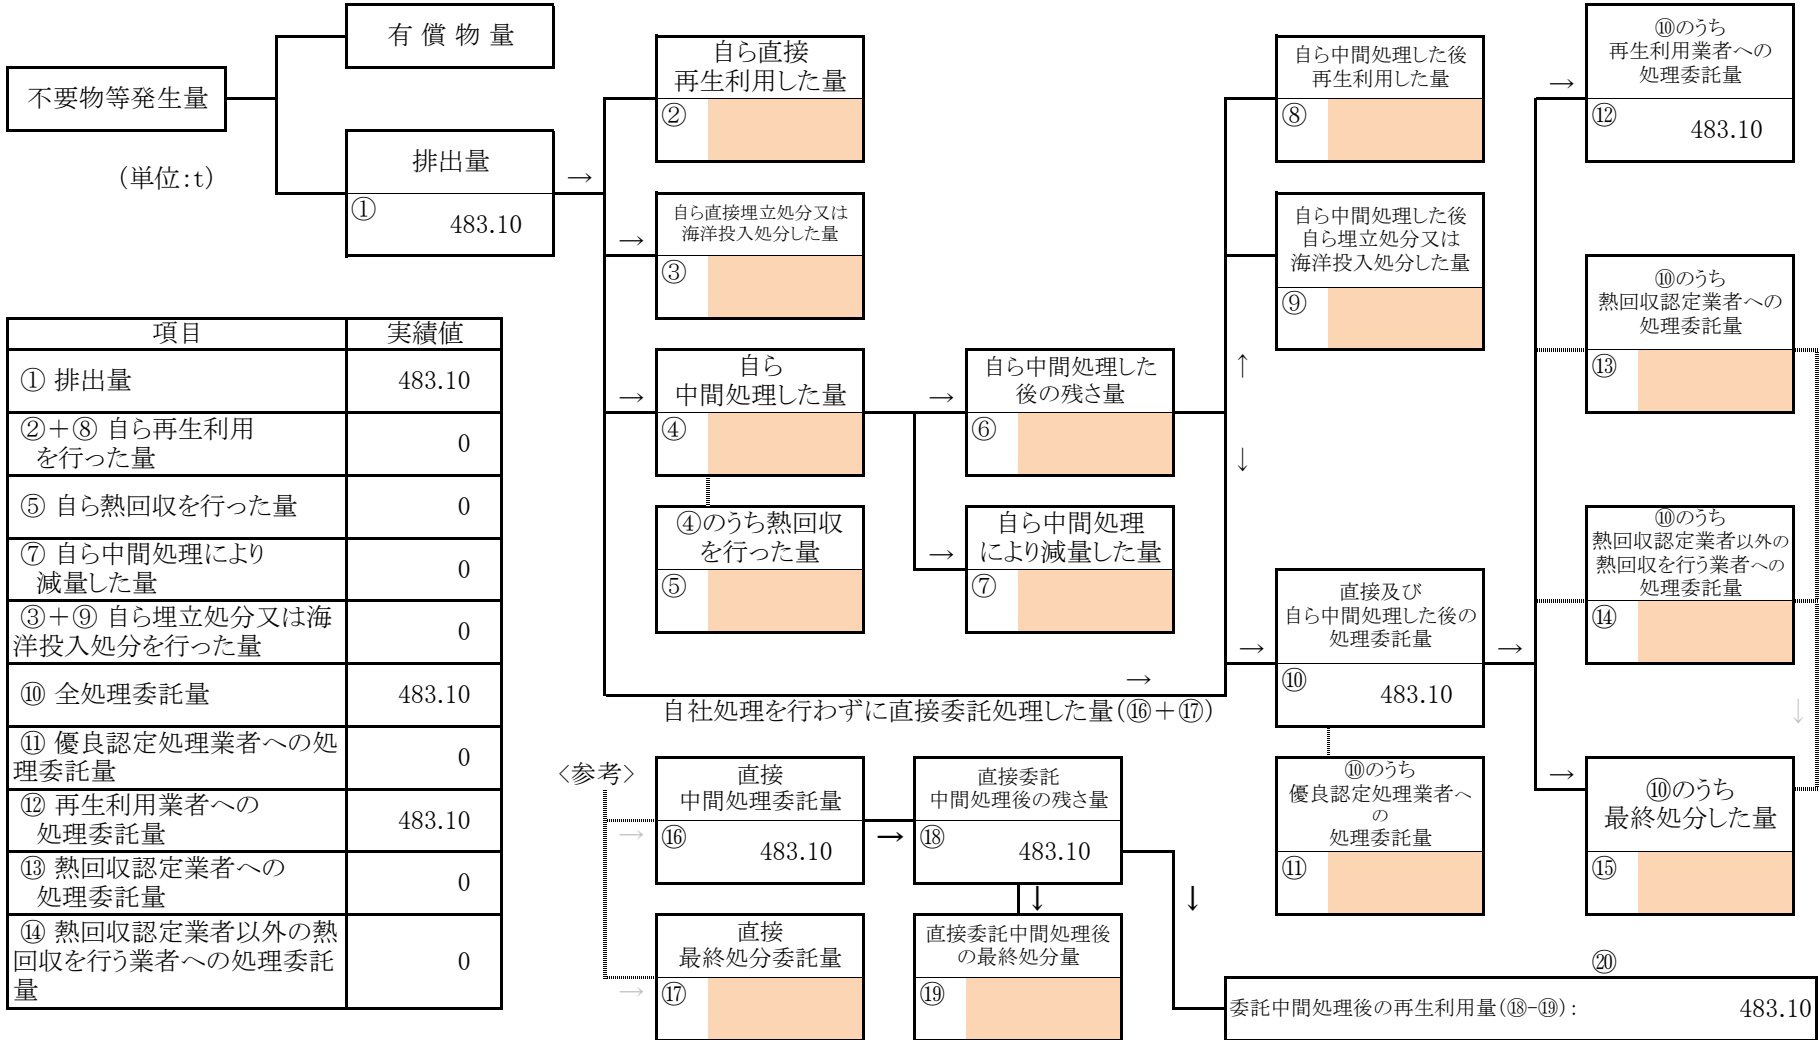 有 償 物 量
不要物等発生量
(単位:t)
排出量
①
483.10
→
自ら直接
再生利用した量
②
→
自ら直接埋立処分又は
海洋投入処分した量
③
→
自ら
中間処理した量
④
④のうち熱回収
を行った量
⑤
→
自ら中間処理した
後の残さ量
⑥
→
自ら中間処理
により減量した量
⑦
↑
↓
自ら中間処理した後
再生利用した量
⑧
自ら中間処理した後
自ら埋立処分又は
海洋投入処分した量
⑨
→
直接及び
自ら中間処理した後の
処理委託量
⑩
483.10
→
⑩のうち
優良認定処理業者へ
の
処理委託量
⑪
→
⑩のうち
再生利用業者への
処理委託量
⑫
483.10
⑩のうち
熱回収認定業者への
処理委託量
⑬
⑩のうち
熱回収認定業者以外の
熱回収を行う業者への
処理委託量
⑭
↓
→
⑩のうち
最終処分した量
⑮
→
自社処理を行わずに直接委託処理した量(⑯+⑰)
<参考>
→
直接
中間処理委託量
⑯
483.10
→
直接委託
中間処理後の残さ量
⑱
483.10
↓
↓
→
直接
最終処分委託量
⑰
直接委託中間処理後
の最終処分量
⑲
⑳
委託中間処理後の再生利用量(⑱-⑲): 483.10
項目 実績値
① 排出量 483.10
②+⑧ 自ら再生利用
を行った量 0
⑤ 自ら熱回収を行った量 0
⑦ 自ら中間処理により
減量した量 0
③+⑨ 自ら埋立処分又は海
洋投入処分を行った量 0
⑩ 全処理委託量 483.10
⑪ 優良認定処理業者への処
理委託量 0
⑫ 再生利用業者への
処理委託量 483.10
⑬ 熱回収認定業者への
処理委託量 0
⑭ 熱回収認定業者以外の熱
回収を行う業者への処理委託
量 0